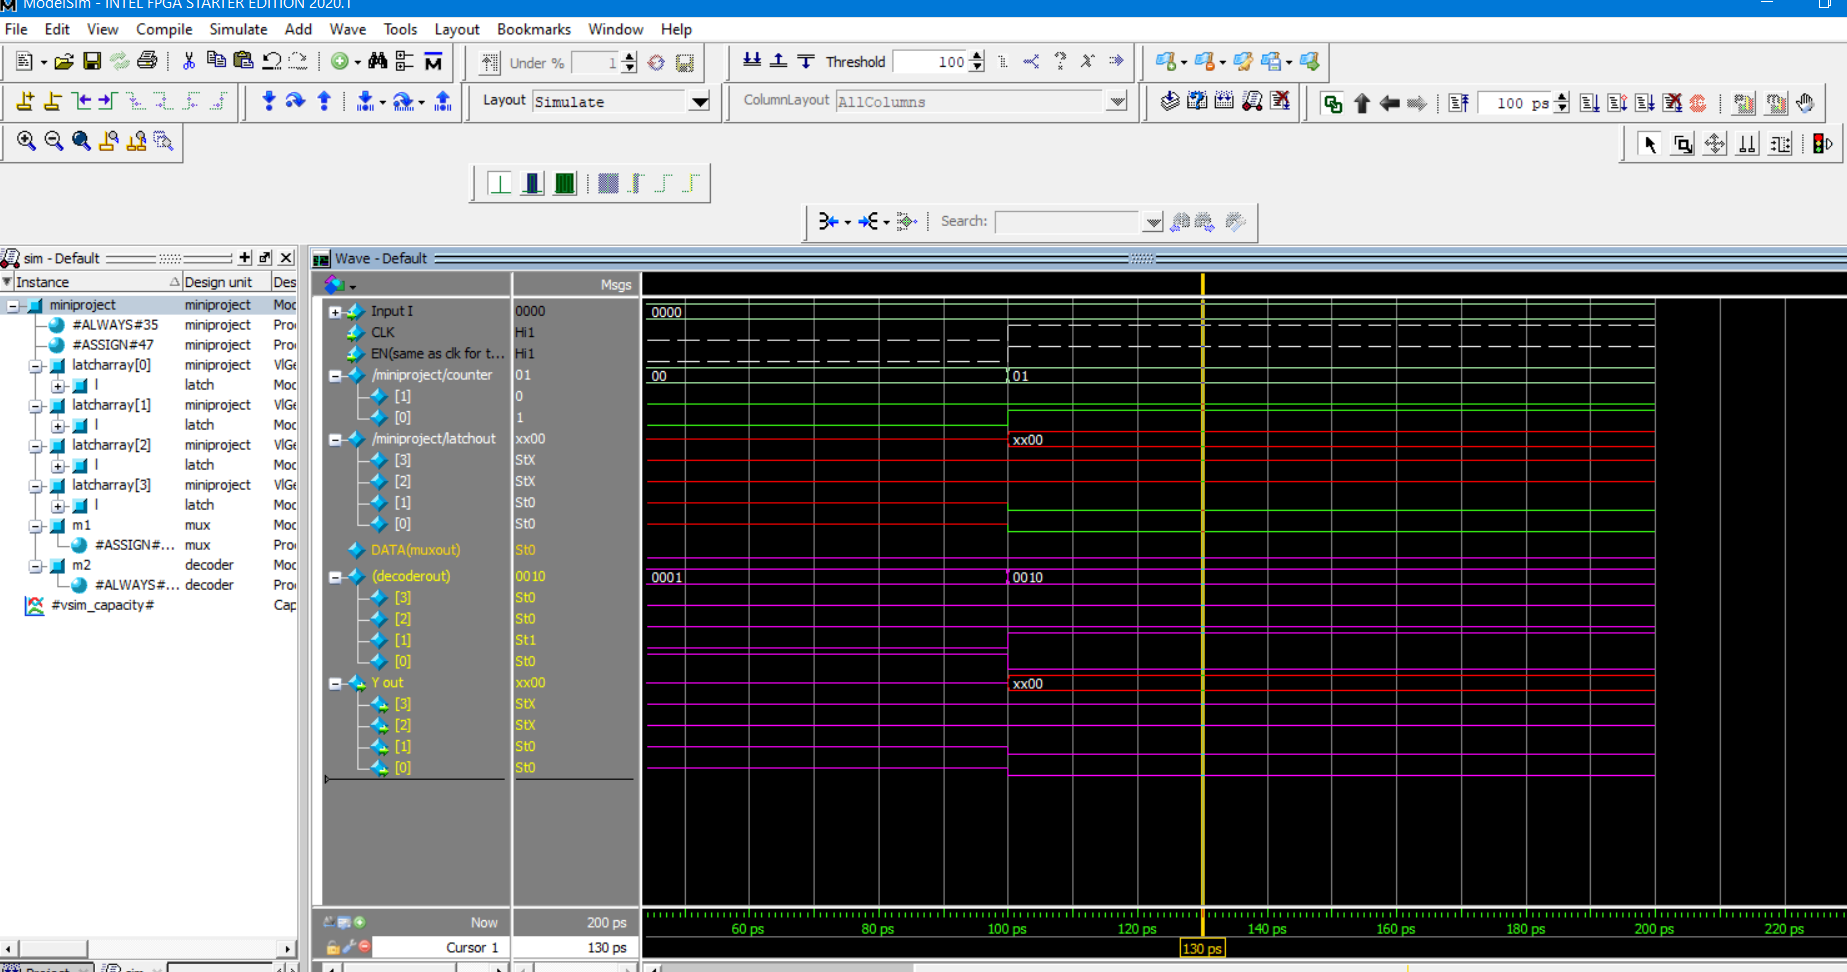 ModelSim - INTEL FPGA STARTER EDITION 2020.1
File Edit View Compile Simulate Add Wave Tools Layout Bookmarks Window Help
Under % 1 Threshold 100
Layout Simulate ColumnLayout AllColumns 100 ps
Search:
sim - Default
Instance Design unit Des
miniproject miniproject Moc
#ALWAYS#35 miniproject Pro
#ASSIGN#47 miniproject Pro
latcharray[0] miniproject VlGe
l latch Moc
latcharray[1] miniproject VlGe
l latch Moc
latcharray[2] miniproject VlGe
l latch Moc
latcharray[3] miniproject VlGe
l latch Moc
m1 mux Moc
#ASSIGN#... mux Pro
m2 decoder Moc
#ALWAYS#... decoder Pro
#vsim_capacity# Cap
Project sim
Wave - Default
Msgs
Input I 0000 0000
CLK Hi1
EN(same as clk for t... Hi1
/miniproject/counter 01 00 01
[1] 0
[0] 1
/miniproject/latchout xx00 xx00
[3] StX
[2] StX
[1] St0
[0] St0
DATA(muxout) St0
(decoderout) 0010 0001 0010
[3] St0
[2] St0
[1] St1
[0] St0
Y out xx00 xx00
[3] StX
[2] StX
[1] St0
[0] St0
Now 200 ps
60 ps 80 ps 100 ps 120 ps 140 ps 160 ps 180 ps 200 ps 220 ps
Cursor 1 130 ps 130 ps